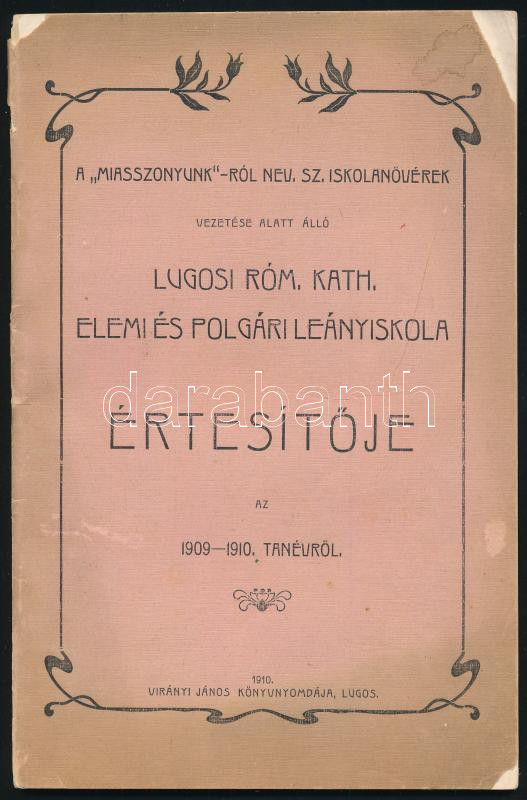 A „MIASSZONYUNK“-RÓL NEV. SZ. ISKOLANŐVÉREK
VEZETÉSE ALATT ÁLLÓ
LUGOSI RÓM. KATH.
ELEMI ÉS POLGÁRI LEÁNYISKOLA
darabanth
ÉRTESÍTŐJE
AZ
1909—1910. TANÉVRŐL.
1910.
VIRÁNYI JÁNOS KÖNYVNYOMDÁJA, LUGOS.